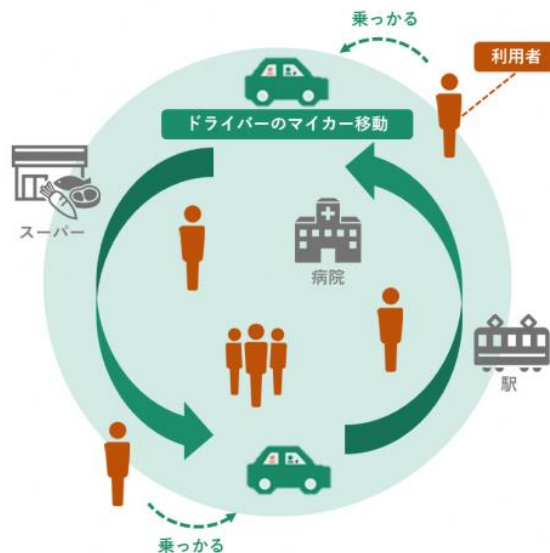 乗っかる
利用者
ドライバーのマイカー移動
スーパー
病院
駅
乗っかる